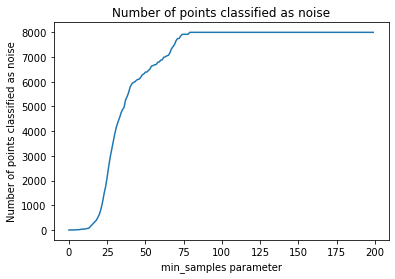 Number of points classified as noise
Number of points classified as noise
8000
7000
6000
5000
4000
3000
2000
1000
0
0 25 50 75 100 125 150 175 200
min_samples parameter